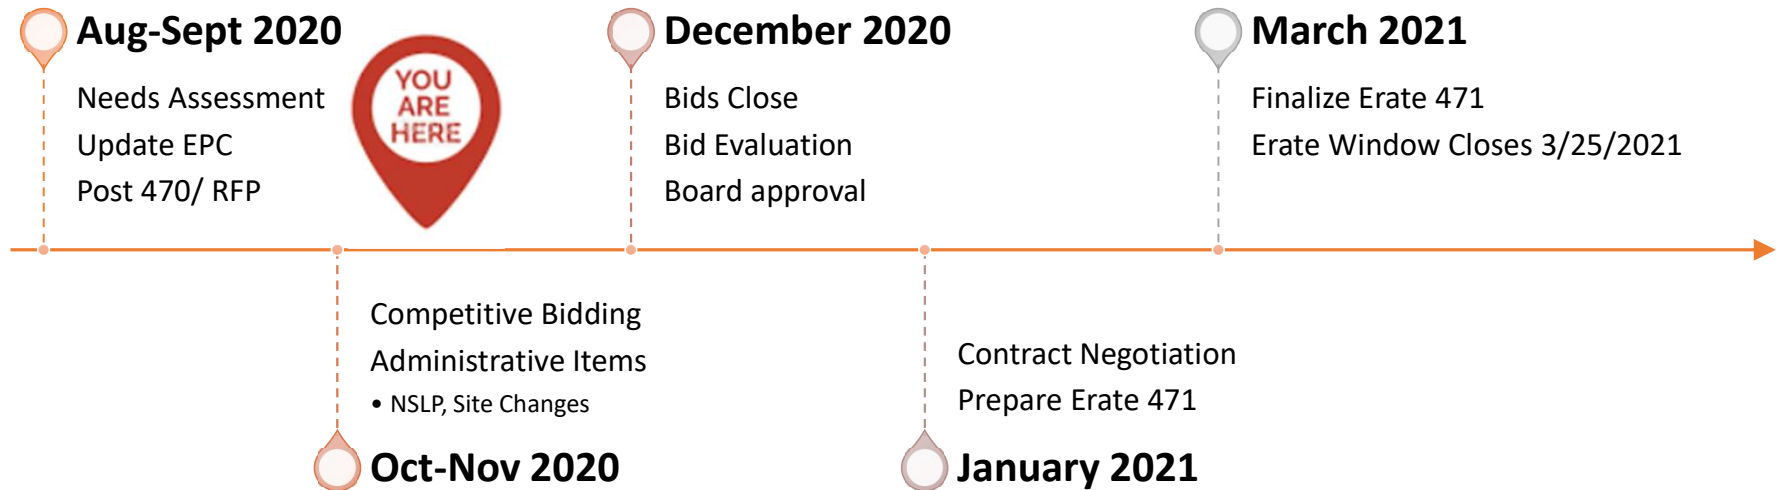 Aug-Sept 2020
Needs Assessment
Update EPC
Post 470/ RFP
YOU
ARE
HERE
Competitive Bidding
Administrative Items
• NSLP, Site Changes
Oct-Nov 2020
December 2020
Bids Close
Bid Evaluation
Board approval
Contract Negotiation
Prepare Erate 471
January 2021
March 2021
Finalize Erate 471
Erate Window Closes 3/25/2021